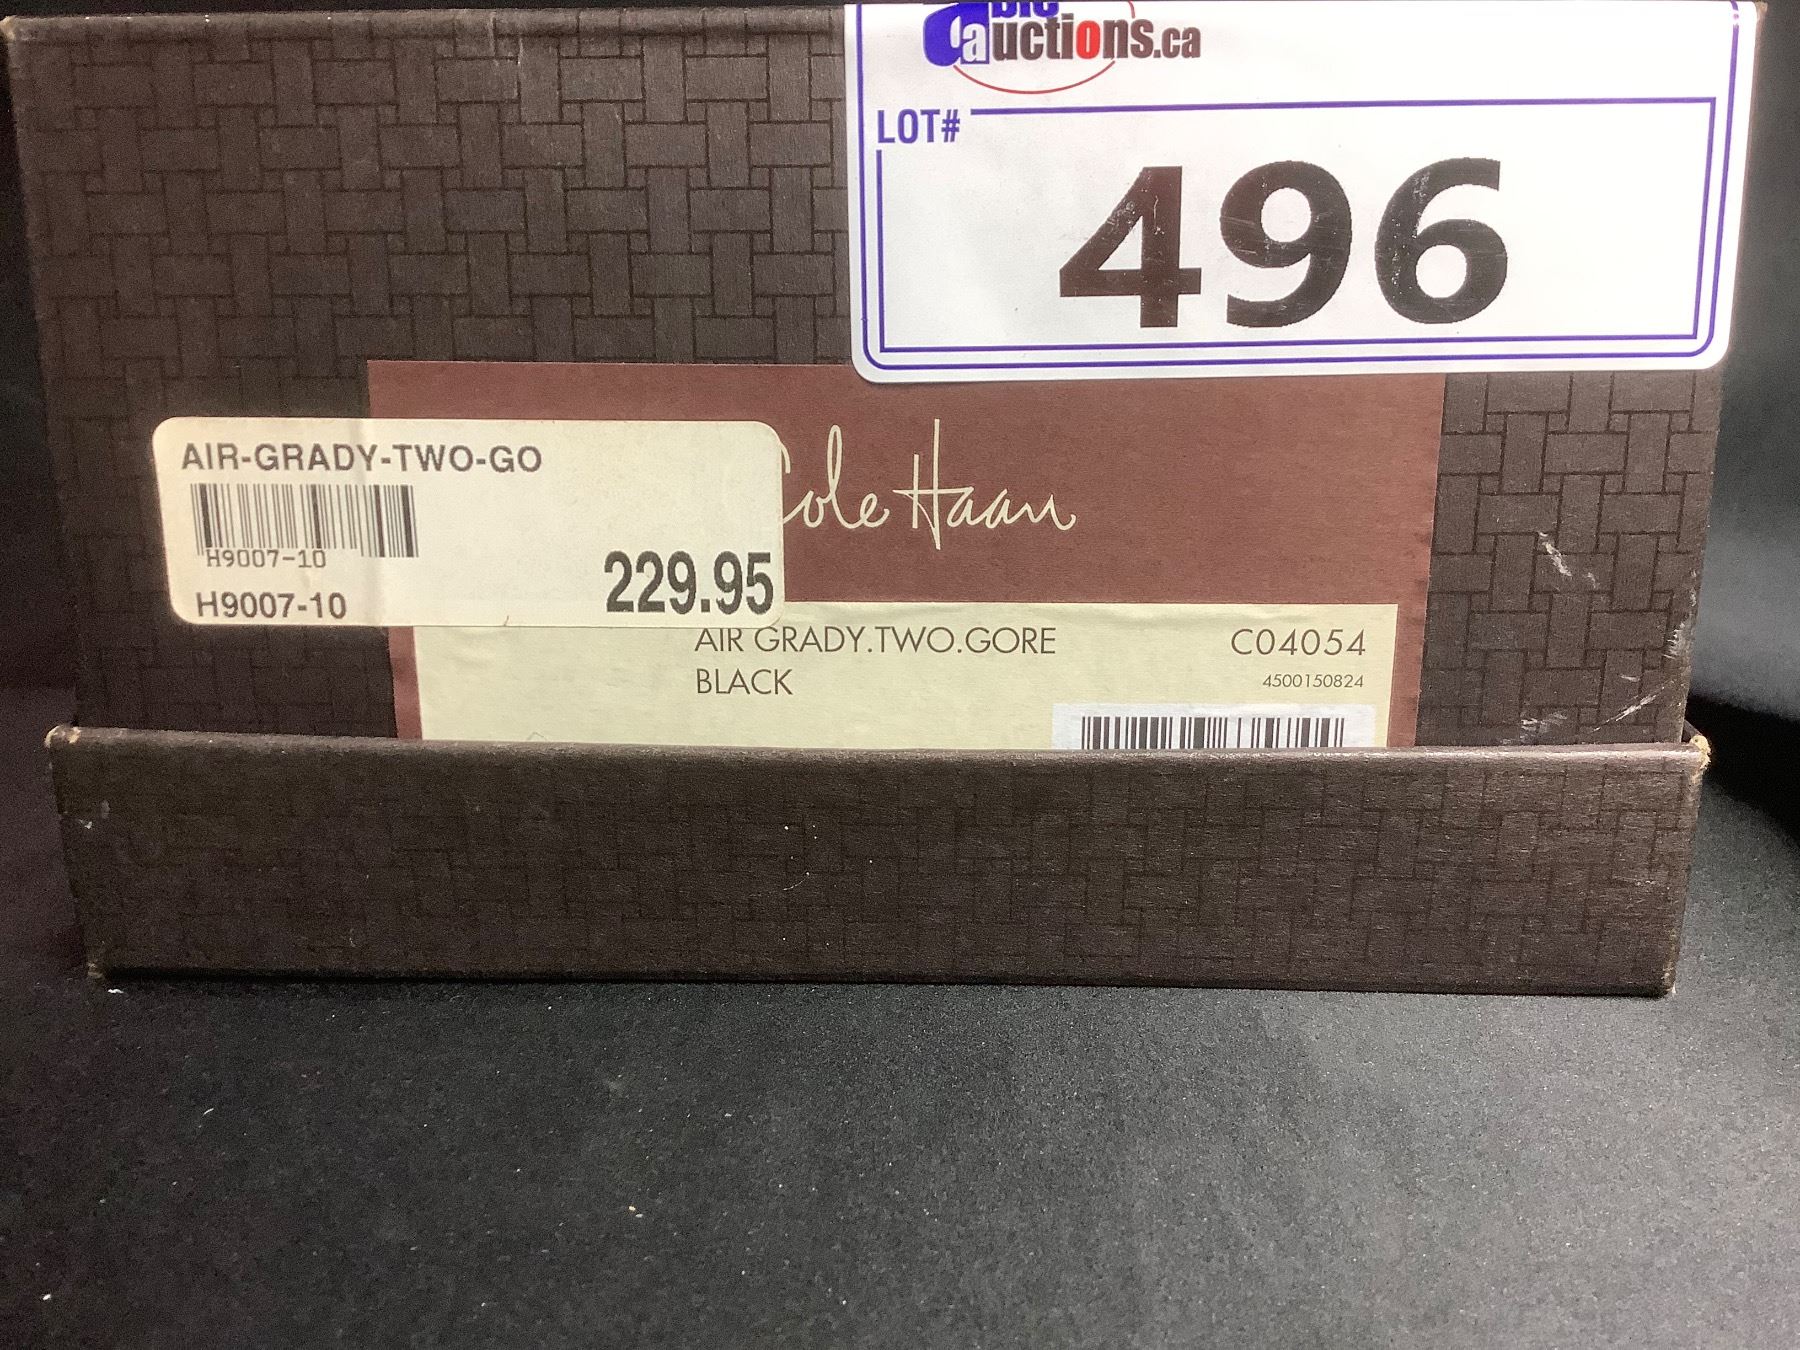 auctions.ca
LOT#
496
AIR-GRADY-TWO-GO
H9007-10
H9007-10
229.95
Cole Haan
AIR GRADY.TWO.GORE
C04054
BLACK
4500150824